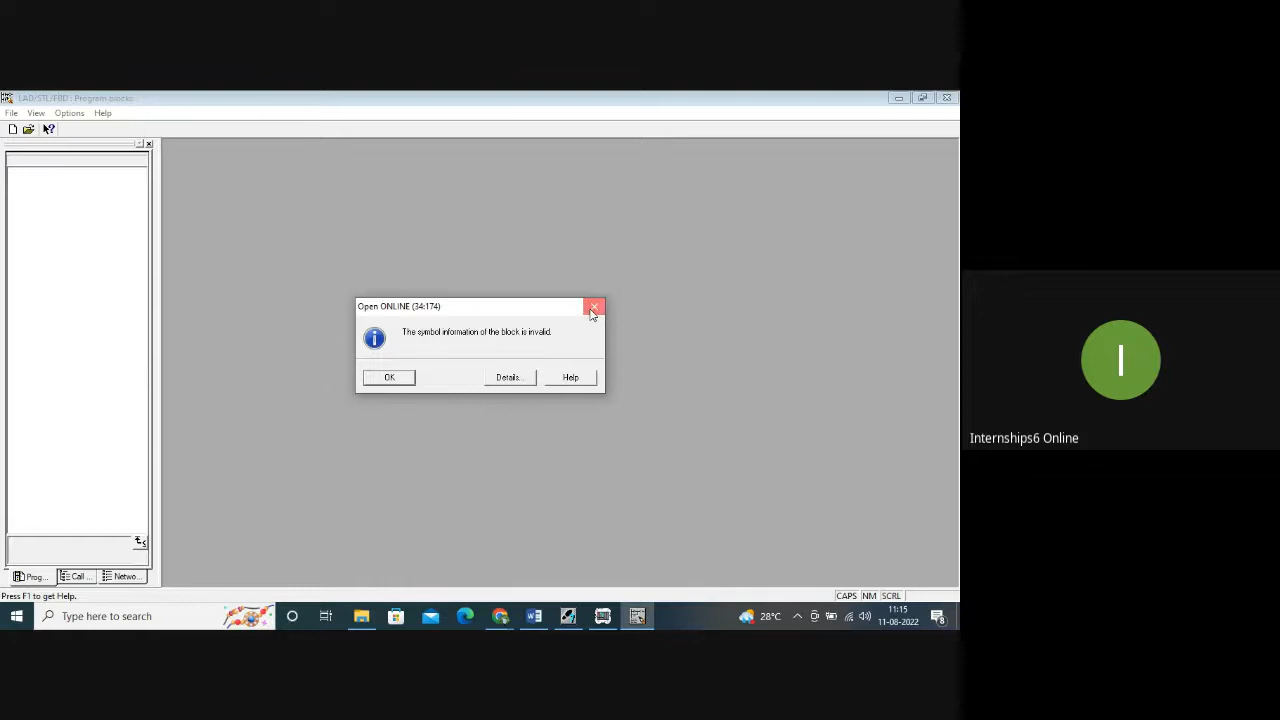 LAD/STL/FBD : Program blocks
File View Options Help
Open ONLINE (34:174)
The symbol information of the block is invalid.
OK Details... Help
Prog... Call ... Netwo...
Press F1 to get Help.
CAPS NM SCRL
Type here to search
28°C
11:15
11-08-2022
8
I
Internships6 Online